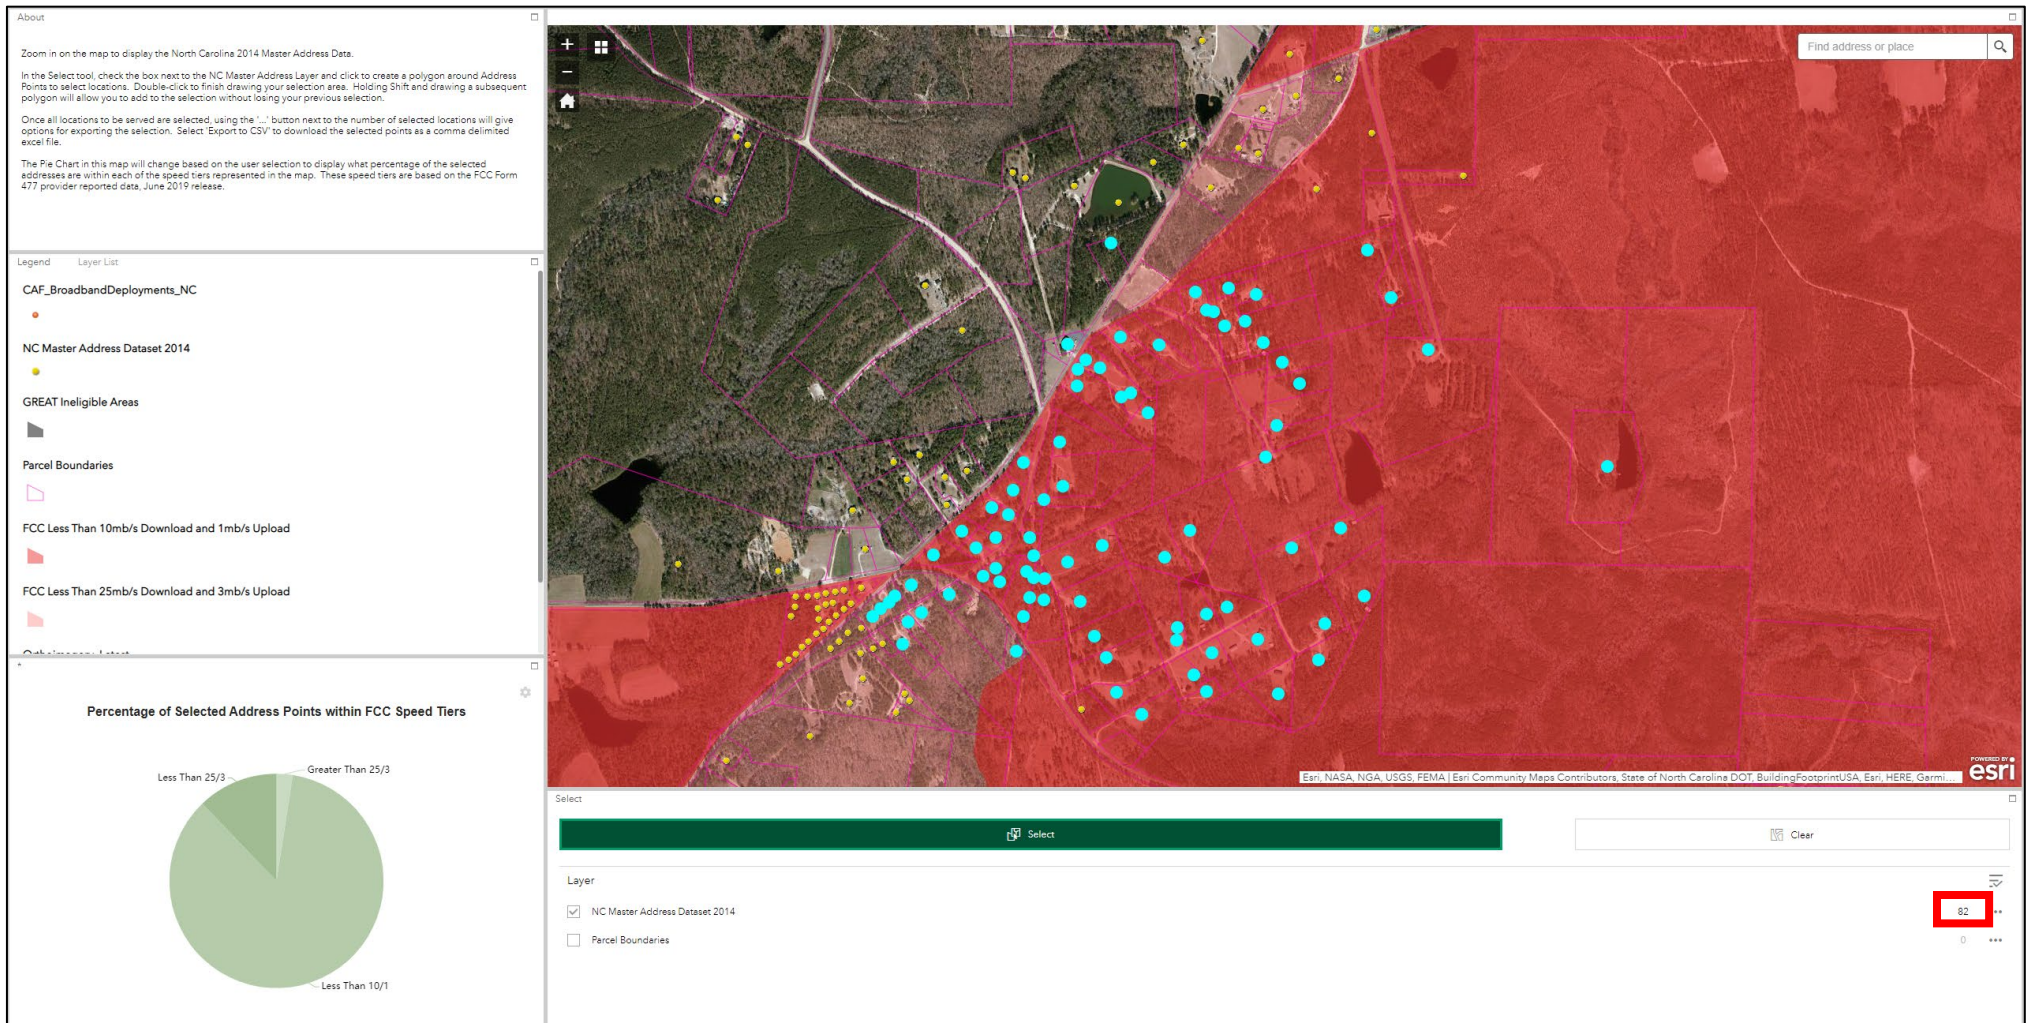 About
Zoom in on the map to display the North Carolina 2014 Master Address Data.
In the Select tool, check the box next to the NC Master Address Layer and click to create a polygon around Address
Points to select locations. Double-click to finish drawing your selection area. Holding Shift and drawing a subsequent
polygon will allow you to add to the selection without losing your previous selection.
Once all locations to be served are selected, using the '...' button next to the number of selected locations will give
options for exporting the selection. Select 'Export to CSV' to download the selected points as a comma delimited
excel file.
The Pie Chart in this map will change based on the user selection to display what percentage of the selected
addresses are within each of the speed tiers represented in the map. These speed tiers are based on the FCC Form
477 provider reported data, June 2019 release.
Legend Layer List
CAF_BroadbandDeployments_NC
NC Master Address Dataset 2014
GREAT Ineligible Areas
Parcel Boundaries
FCC Less Than 10mb/s Download and 1mb/s Upload
FCC Less Than 25mb/s Download and 3mb/s Upload
Percentage of Selected Address Points within FCC Speed Tiers
Less Than 25/3
Greater Than 25/3
Less Than 10/1
Find address or place
Esri, NASA, NGA, USGS, FEMA | Esri Community Maps Contributors, State of North Carolina DOT, BuildingFootprintUSA, Esri, HERE, Garmi...
POWERED BY
esri
Select
Select
Clear
Layer
NC Master Address Dataset 2014
82
Parcel Boundaries
0